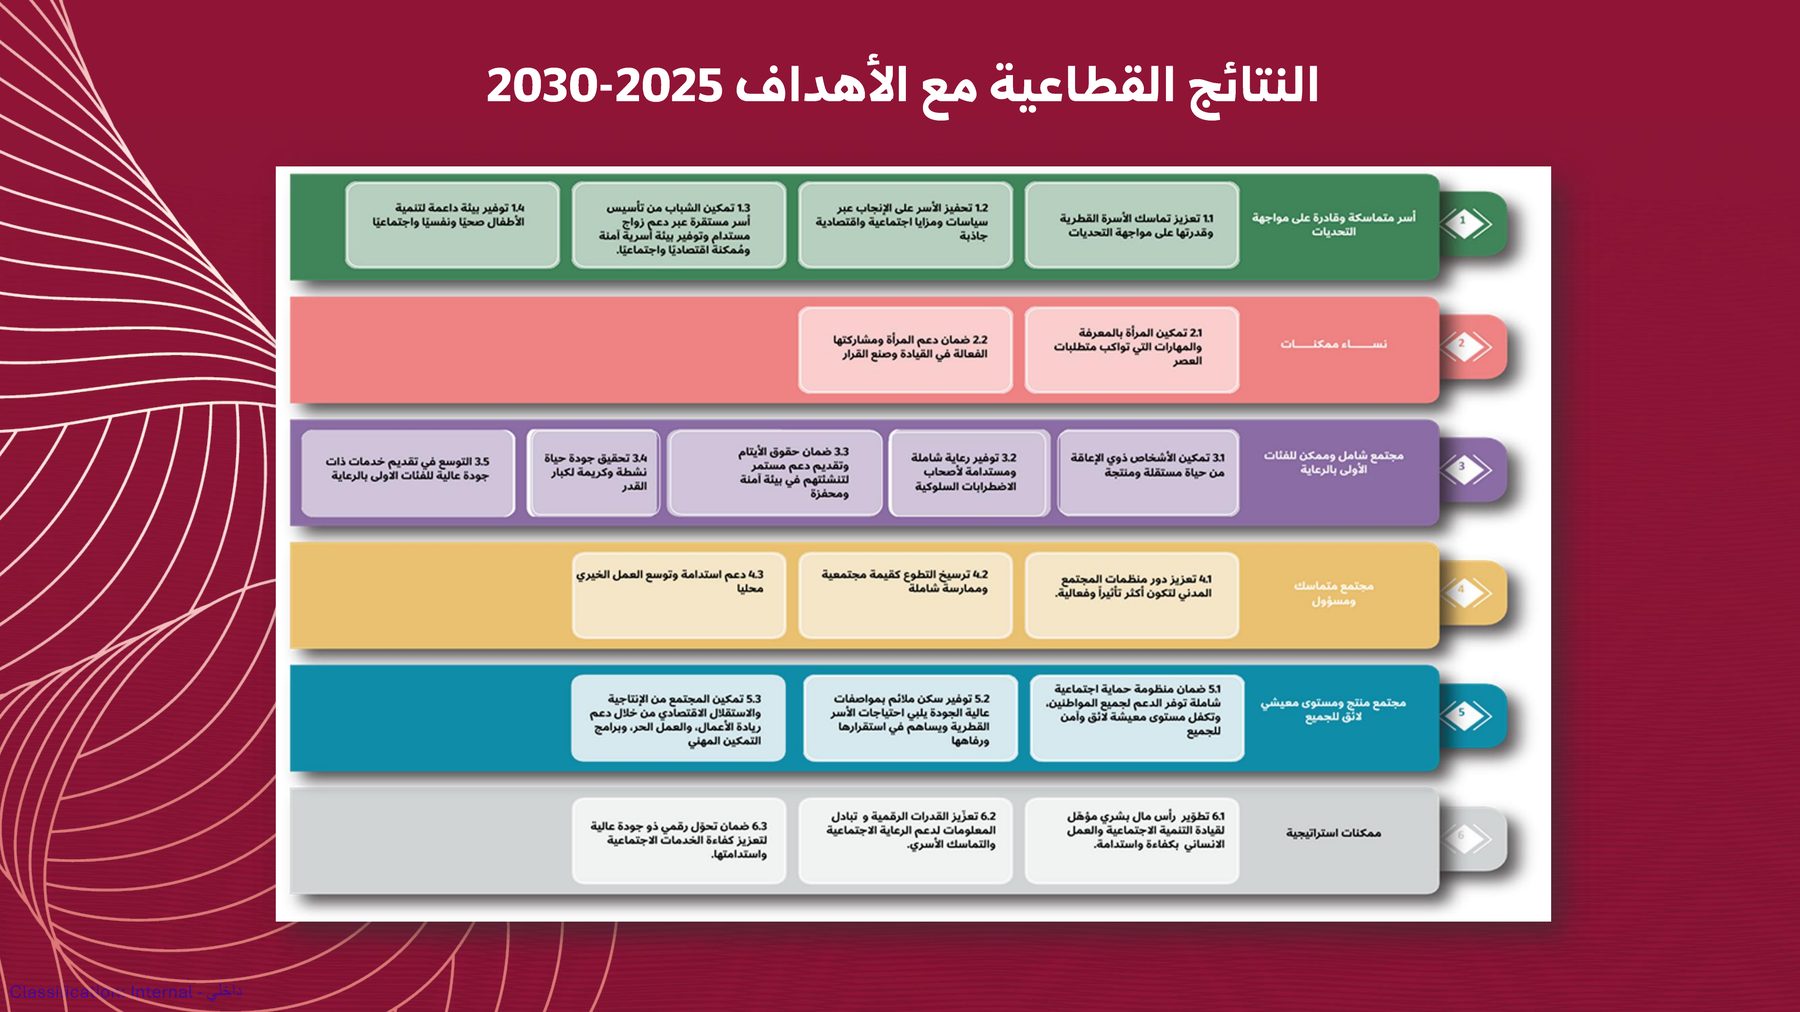 النتائج القطاعية مع الأهداف 2025-2030
1
أسر متماسكة وقادرة على مواجهة
التحديات
1.1 تعزيز تماسك الأسرة القطرية
وقدرتها على مواجهة التحديات
1.2 تحفيز الأسر على الإنجاب عبر
سياسات ومزايا اجتماعية واقتصادية
جاذبة
1.3 تمكين الشباب من تأسيس
أسر مستقرة عبر دعم زواج
مستدام وتوفير بيئة أسرية آمنة
ومُمكنة اقتصاديًا واجتماعيًا.
1.4 توفير بيئة داعمة لتنمية
الأطفال صحيًا ونفسيًا واجتماعيًا
2
نســــاء ممكنــــات
2.1 تمكين المرأة بالمعرفة
والمهارات التي تواكب متطلبات
العصر
2.2 ضمان دعم المرأة ومشاركتها
الفعالة في القيادة وصنع القرار
3
مجتمع شامل وممكن للفئات
الأولى بالرعاية
3.1 تمكين الأشخاص ذوي الإعاقة
من حياة مستقلة ومنتجة
3.2 توفير رعاية شاملة
ومستدامة لأصحاب
الاضطرابات السلوكية
3.3 ضمان حقوق الأيتام
وتقديم دعم مستمر
لتنشئتهم في بيئة آمنة
ومحفزة
3.4 تحقيق جودة حياة
نشطة وكريمة لكبار
القدر
3.5 التوسع في تقديم خدمات ذات
جودة عالية للفئات الاولى بالرعاية
4
مجتمع متماسك
ومسؤول
4.1 تعزيز دور منظمات المجتمع
المدني لتكون أكثر تأثيراً وفعالية.
4.2 ترسيخ التطوع كقيمة مجتمعية
وممارسة شاملة
4.3 دعم استدامة وتوسع العمل الخيري
محليا
5
مجتمع منتج ومستوى معيشي
لائق للجميع
5.1 ضمان منظومة حماية اجتماعية
شاملة توفر الدعم لجميع المواطنين،
وتكفل مستوى معيشة لائق وآمن
للجميع
5.2 توفير سكن ملائم بمواصفات
عالية الجودة يلبي احتياجات الأسر
القطرية ويساهم في استقرارها
ورفاهها
5.3 تمكين المجتمع من الإنتاجية
والاستقلال الاقتصادي من خلال دعم
ريادة الأعمال، والعمل الحر، وبرامج
التمكين المهني
6
ممكنات استراتيجية
6.1 تطوير رأس مال بشري مؤهل
لقيادة التنمية الاجتماعية والعمل
الانساني بكفاءة واستدامة.
6.2 تعزّيز القدرات الرقمية و تبادل
المعلومات لدعم الرعاية الاجتماعية
والتماسك الأسري.
6.3 ضمان تحوّل رقمي ذو جودة عالية
لتعزيز كفاءة الخدمات الاجتماعية
واستدامتها.
Classification: Internal - داخلي